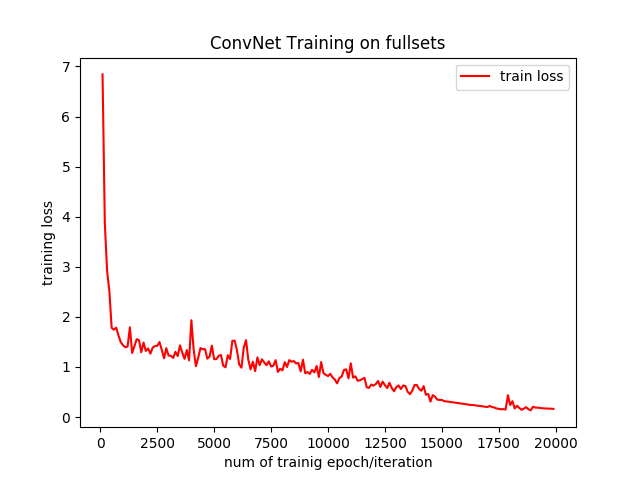 ConvNet Training on fullsets
train loss
7
6
5
4
3
2
1
0
training loss
0 2500 5000 7500 10000 12500 15000 17500 20000
num of trainig epoch/iteration